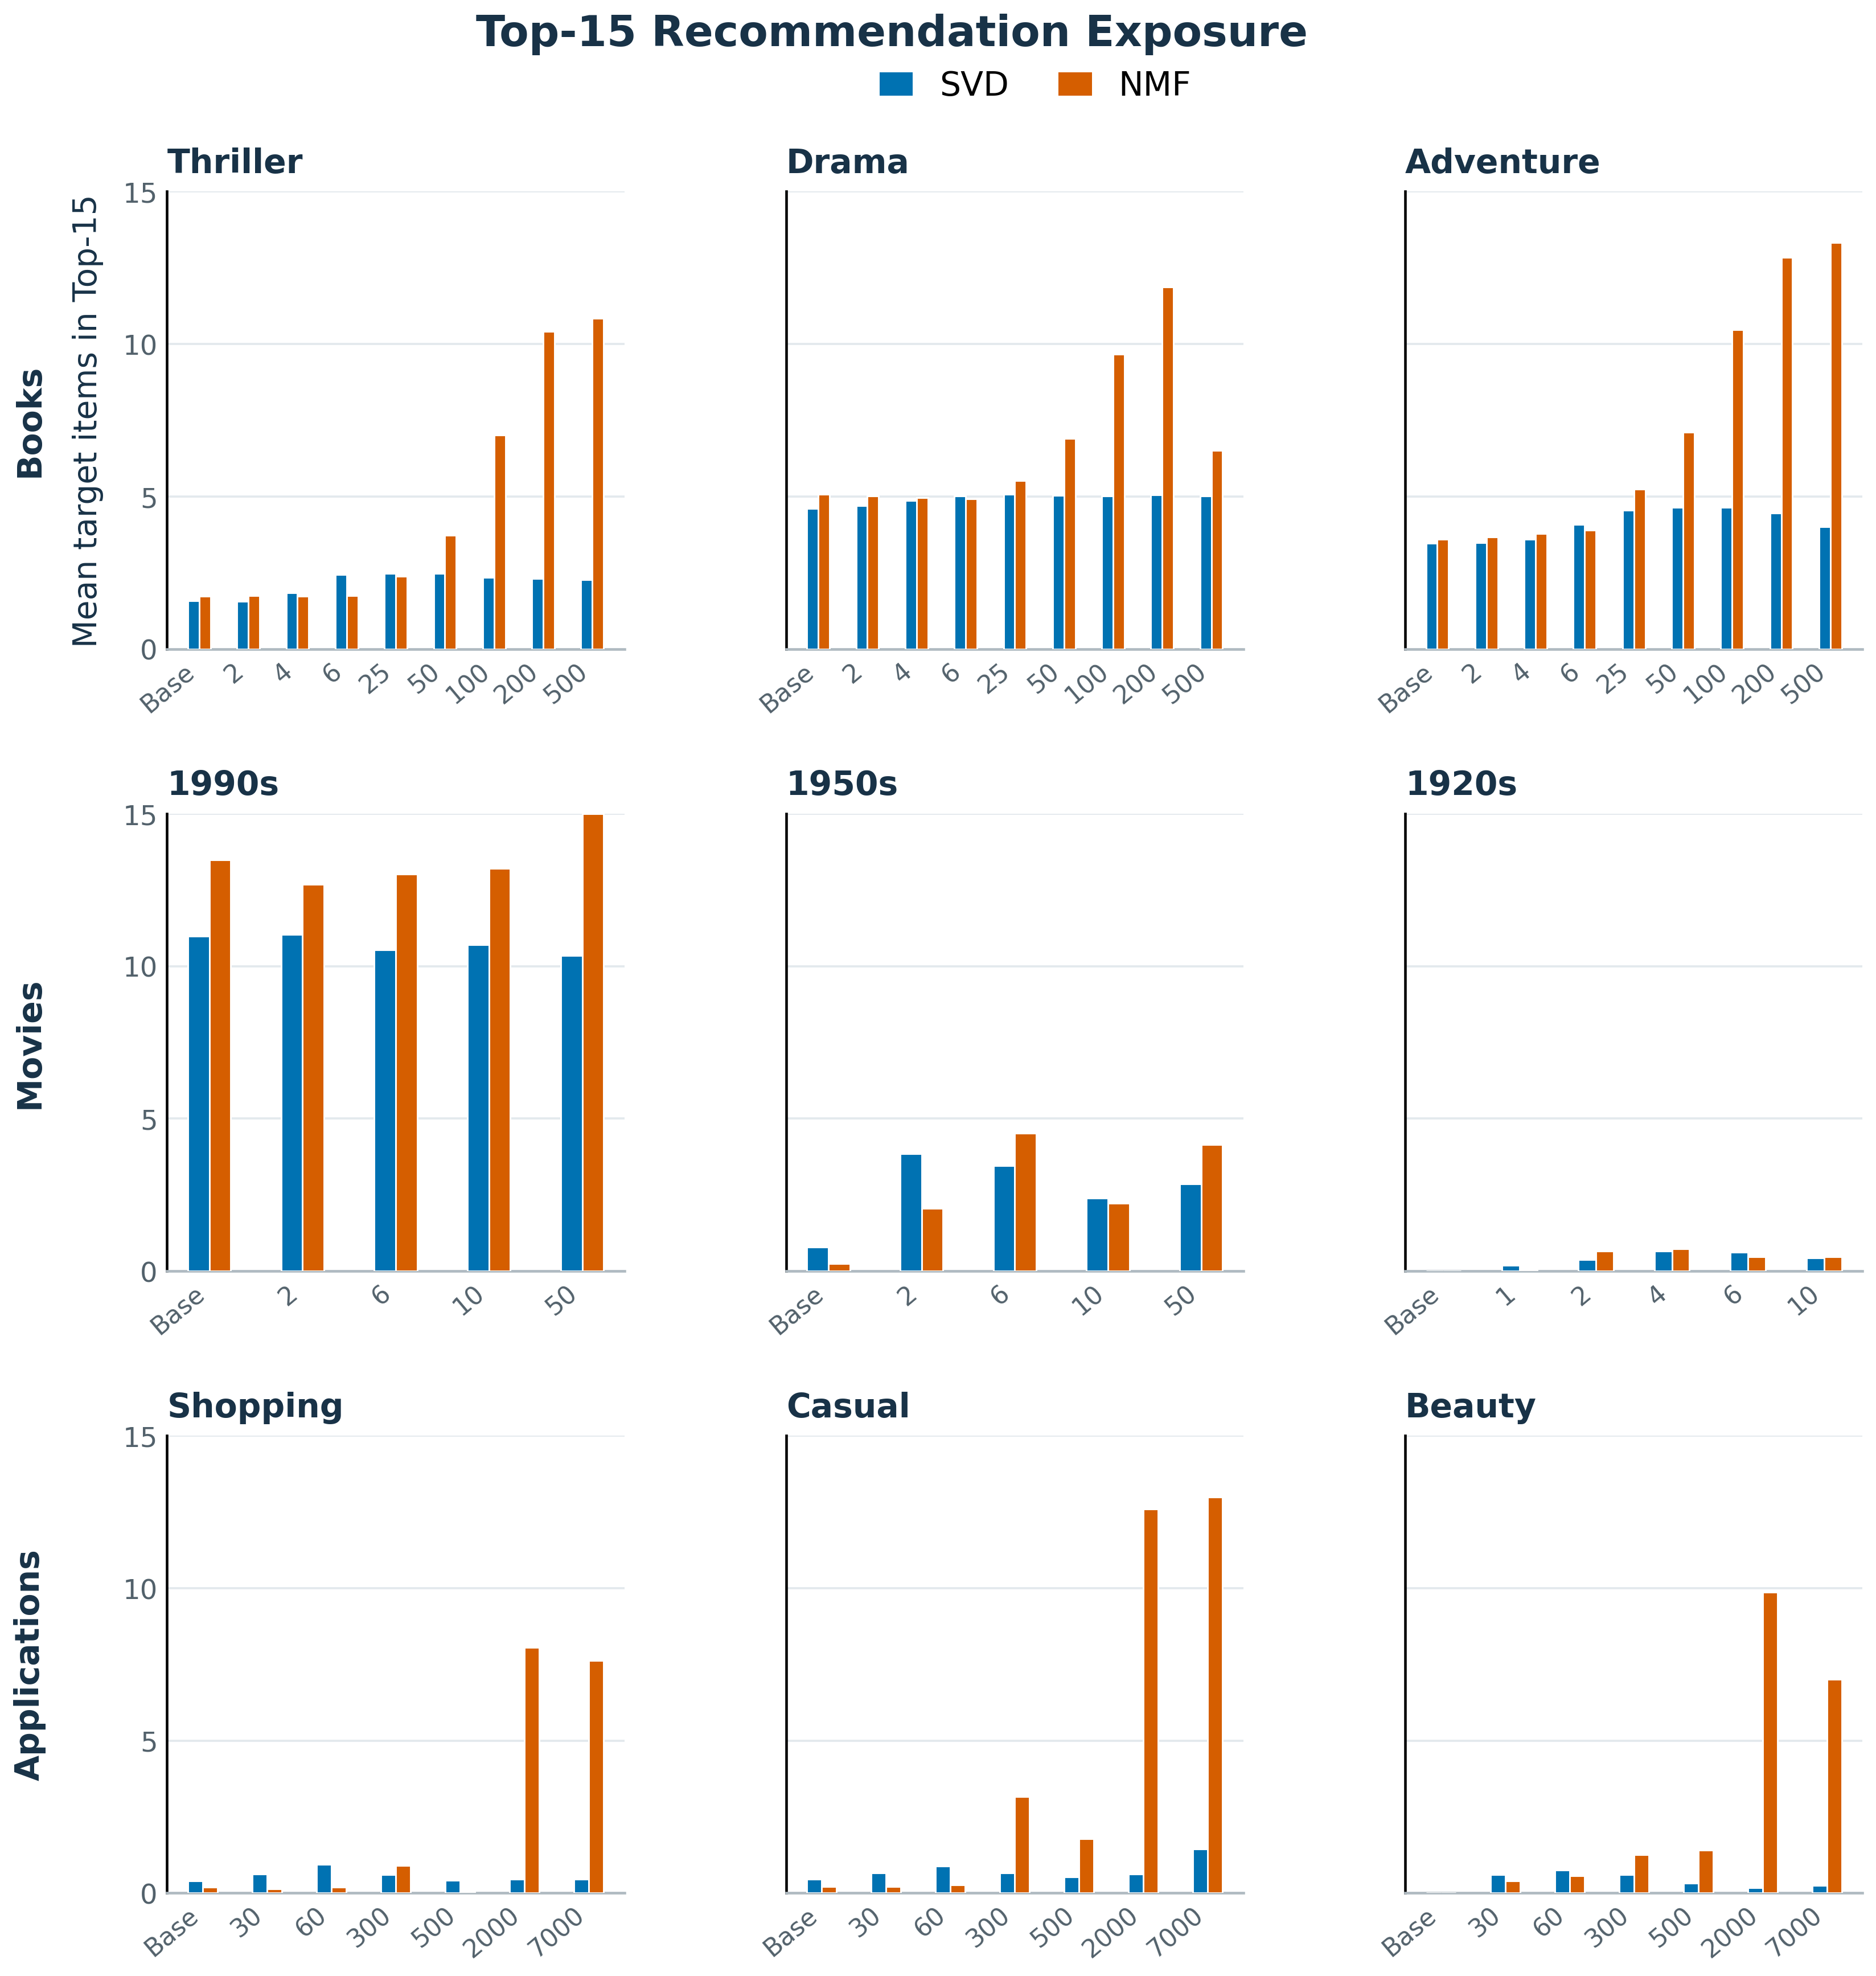 Top-15 Recommendation Exposure
SVD NMF
Thriller Drama Adventure
Books
Mean target items in Top-15
15
10
5
0
Base 2 4 6 25 50 100 200 500
Base 2 4 6 25 50 100 200 500
Base 2 4 6 25 50 100 200 500
1990s 1950s 1920s
Movies
15
10
5
0
Base 2 6 10 50
Base 2 6 10 50
Base 1 2 4 6 10
Shopping Casual Beauty
Applications
15
10
5
0
Base 30 60 300 500 2000 7000
Base 30 60 300 500 2000 7000
Base 30 60 300 500 2000 7000